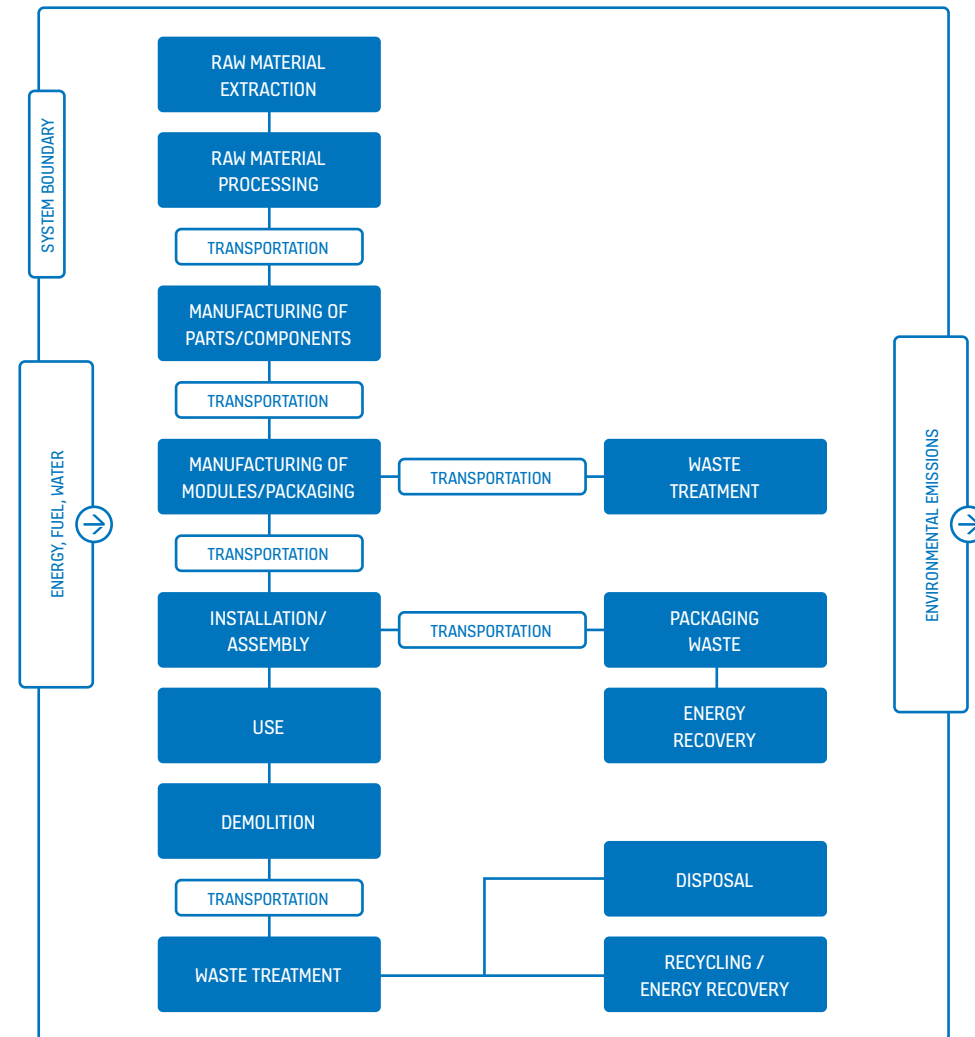 RAW MATERIAL
EXTRACTION
SYSTEM BOUNDARY
RAW MATERIAL
PROCESSING
TRANSPORTATION
MANUFACTURING OF
PARTS/COMPONENTS
TRANSPORTATION
ENERGY, FUEL, WATER
MANUFACTURING OF
MODULES/PACKAGING
TRANSPORTATION
WASTE
TREATMENT
ENVIRONMENTAL EMISSIONS
TRANSPORTATION
INSTALLATION/
ASSEMBLY
TRANSPORTATION
PACKAGING
WASTE
USE
ENERGY
RECOVERY
DEMOLITION
TRANSPORTATION
DISPOSAL
WASTE TREATMENT
RECYCLING /
ENERGY RECOVERY